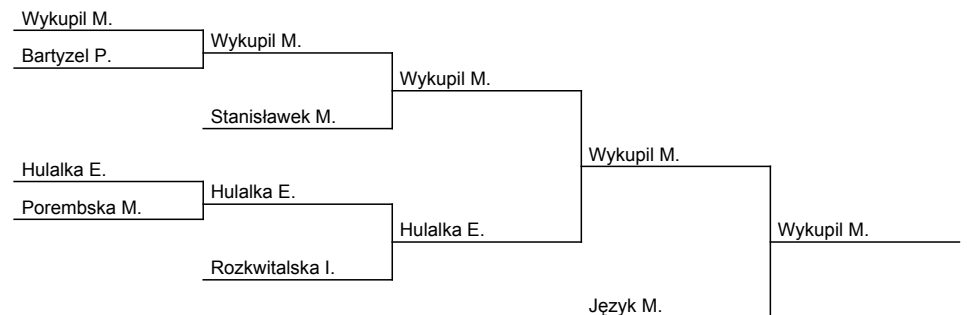 Wykupil M.
Bartyzel P.
Wykupil M.
Stanisławek M.
Wykupil M.
Hulalka E.
Porembska M.
Hulalka E.
Rozkwitalska I.
Hulalka E.
Wykupil M.
Język M.
Wykupil M.